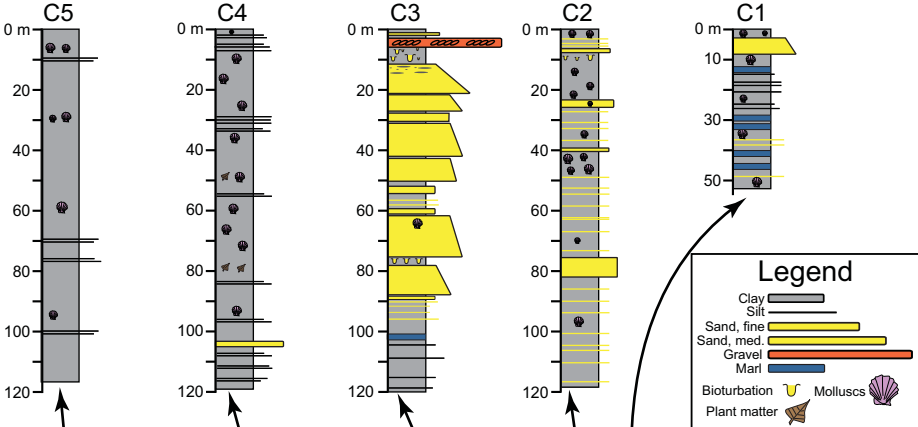 C5
C4
C3
C2
C1
0 m
20
40
60
80
100
120
0 m
20
40
60
80
100
120
0 m
20
40
60
80
100
120
0 m
20
40
60
80
100
120
0 m
10
30
50
Legend
Clay
Silt
Sand, fine
Sand, med.
Gravel
Marl
Bioturbation
Molluscs
Plant matter